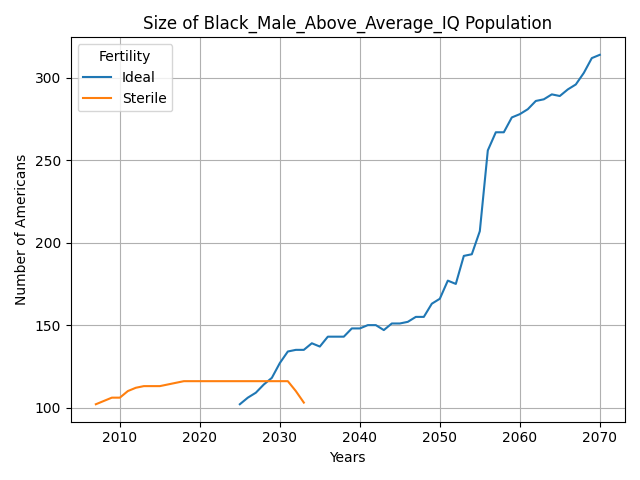 Size of Black_Male_Above_Average_IQ Population
Fertility
Ideal
Sterile
Number of Americans
300
250
200
150
100
2010 2020 2030 2040 2050 2060 2070
Years